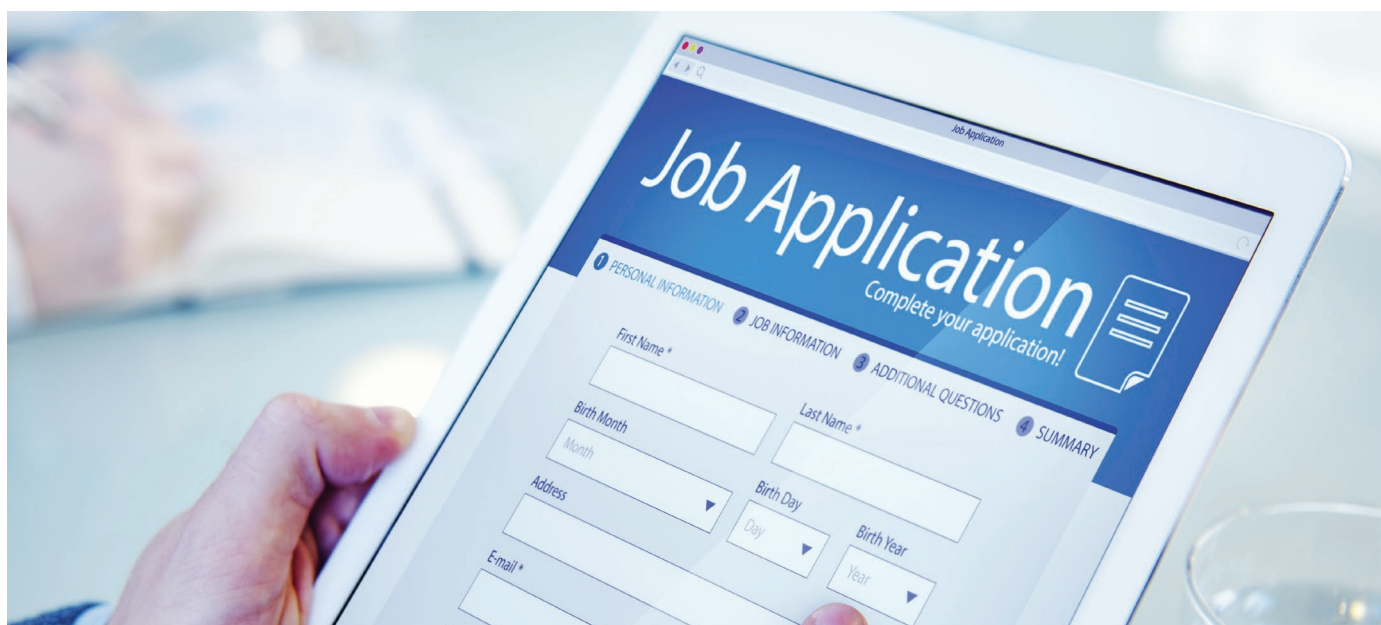 Job Application
Job Application
Complete your application!
1 PERSONAL INFORMATION 2 JOB INFORMATION 3 ADDITIONAL QUESTIONS 4 SUMMARY
First Name * Last Name *
Birth Month Birth Day Birth Year
Month Day Year
Address
E-mail *